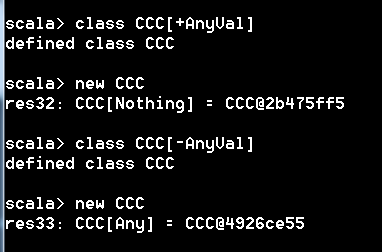 scala> class CCC[+AnyVal]
defined class CCC
scala> new CCC
res32: CCC[Nothing] = CCC@2b475ff5
scala> class CCC[-AnyVal]
defined class CCC
scala> new CCC
res33: CCC[Any] = CCC@4926ce55